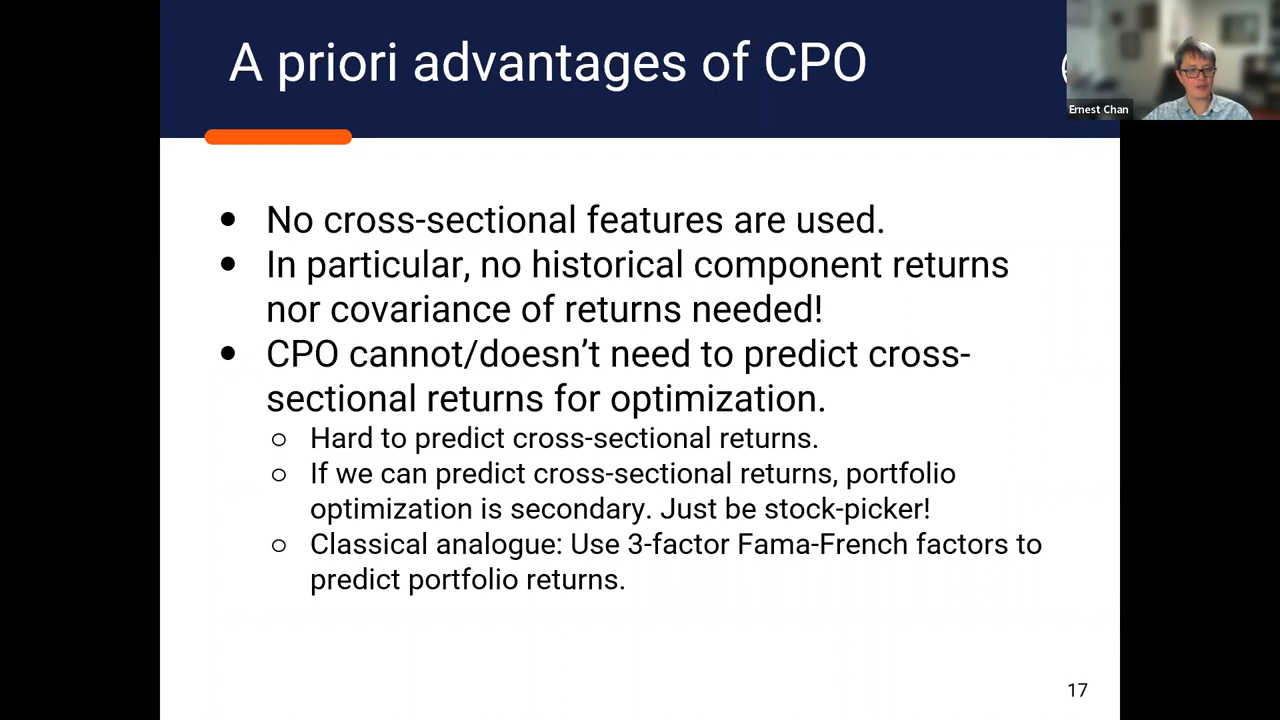 A priori advantages of CPO
Ernest Chan
● No cross-sectional features are used.
● In particular, no historical component returns
nor covariance of returns needed!
● CPO cannot/doesn’t need to predict cross-
sectional returns for optimization.
○ Hard to predict cross-sectional returns.
○ If we can predict cross-sectional returns, portfolio
optimization is secondary. Just be stock-picker!
○ Classical analogue: Use 3-factor Fama-French factors to
predict portfolio returns.
17